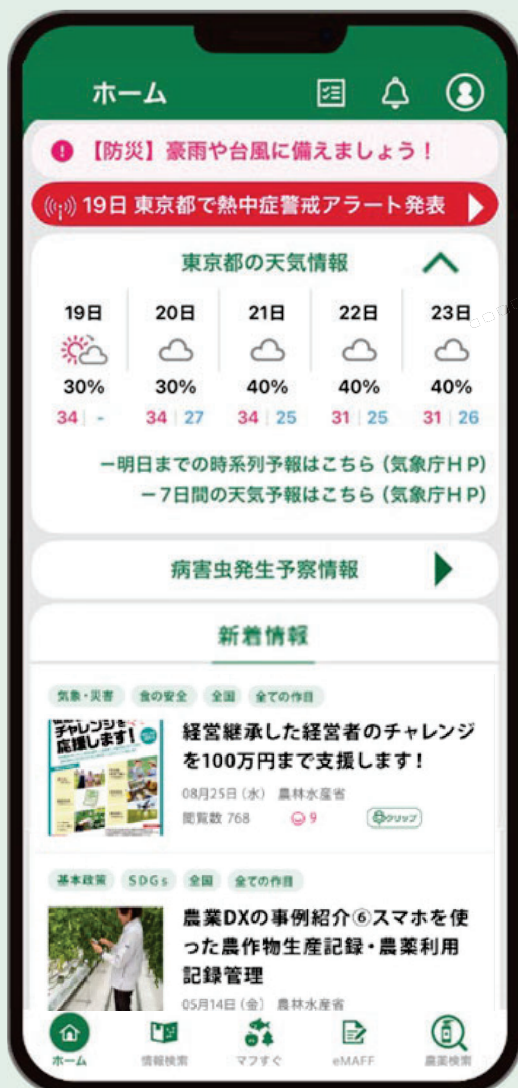 ホーム
【防災】豪雨や台風に備えましょう！
19日 東京都で熱中症警戒アラート発表
東京都の天気情報
19日 20日 21日 22日 23日
30% 30% 40% 40% 40%
34 | - 34 | 27 34 | 25 31 | 25 31 | 26
ー明日までの時系列予報はこちら（気象庁HP）
ー7日間の天気予報はこちら（気象庁HP）
病害虫発生予察情報
新着情報
気象・災害 食の安全 全国 全ての作目
チャレンジを
応援します！
経営継承した経営者のチャレンジ
を100万円まで支援します！
08月25日（水） 農林水産省
閲覧数 768 9 クリップ
基本政策 SDGs 全国 全ての作目
農業DXの事例紹介⑥スマホを使
った農作物生産記録・農薬利用
記録管理
05月14日（金） 農林水産省
ホーム 情報検索 マフすぐ eMAFF 農薬検索